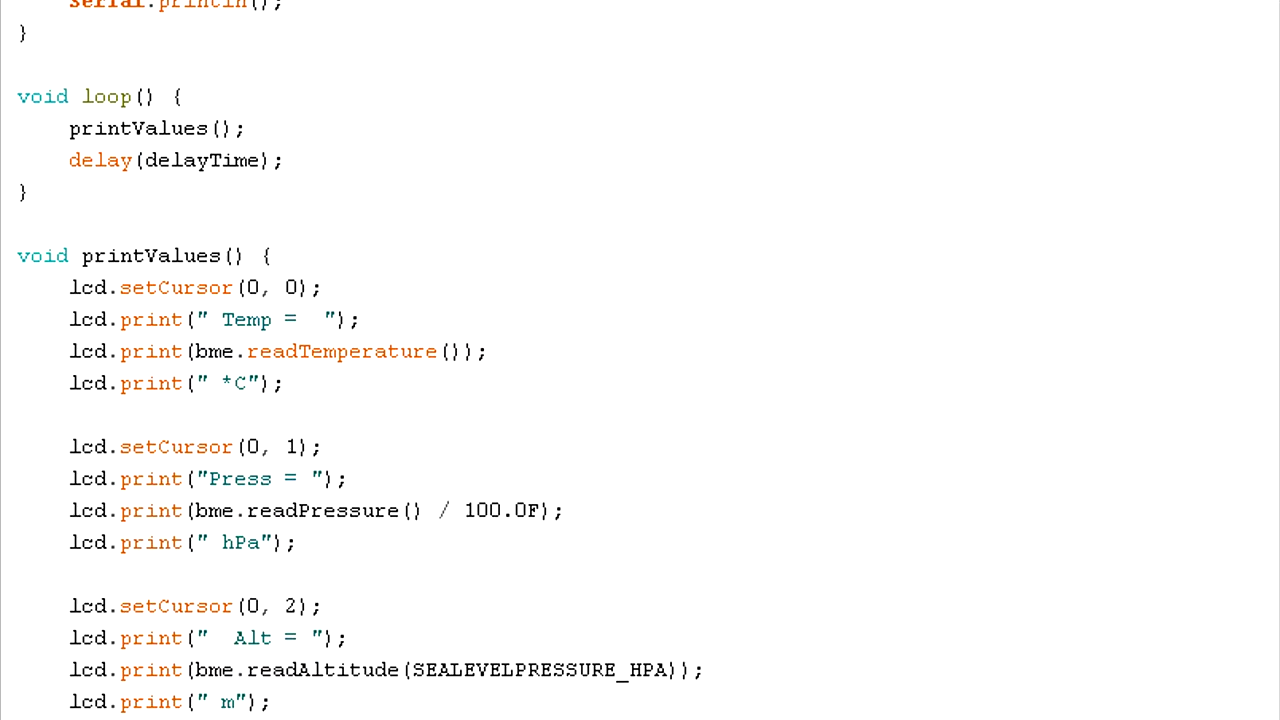 Serial.println();
}
void loop() {
printValues();
delay(delayTime);
}
void printValues() {
lcd.setCursor(0, 0);
lcd.print(" Temp =  ");
lcd.print(bme.readTemperature());
lcd.print(" *C");
lcd.setCursor(0, 1);
lcd.print("Press = ");
lcd.print(bme.readPressure() / 100.0F);
lcd.print(" hPa");
lcd.setCursor(0, 2);
lcd.print("  Alt = ");
lcd.print(bme.readAltitude(SEALEVELPRESSURE_HPA));
lcd.print(" m");